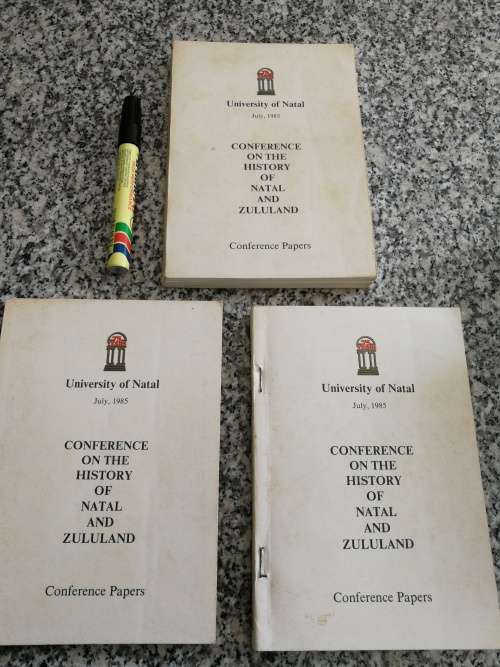 University of Natal
July, 1985
CONFERENCE
ON THE
HISTORY
OF
NATAL
AND
ZULULAND
Conference Papers
University of Natal
July, 1985
CONFERENCE
ON THE
HISTORY
OF
NATAL
AND
ZULULAND
Conference Papers
University of Natal
July, 1985
CONFERENCE
ON THE
HISTORY
OF
NATAL
AND
ZULULAND
Conference Papers